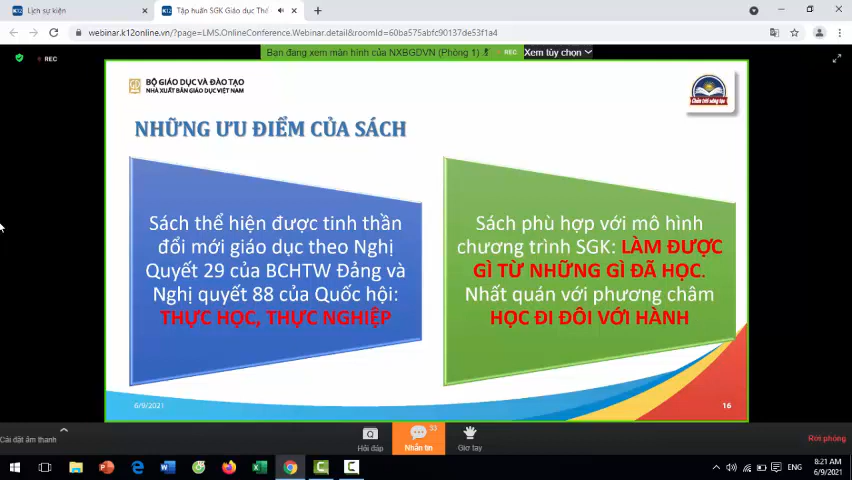 Lịch sự kiện
Tập huấn SGK Giáo dục Thể
webinar.k12online.vn/?page=LMS.OnlineConference.Webinar.detail&roomId=60ba575abfc90137de53f1a4
REC
Bạn đang xem màn hình của NXBGDVN (Phòng 1)
REC
Xem tùy chọn
BỘ GIÁO DỤC VÀ ĐÀO TẠO
NHÀ XUẤT BẢN GIÁO DỤC VIỆT NAM
Chân trời sáng tạo
NHỮNG ƯU ĐIỂM CỦA SÁCH
Sách thể hiện được tinh thần
đổi mới giáo dục theo Nghị
Quyết 29 của BCHTW Đảng và
Nghị quyết 88 của Quốc hội:
THỰC HỌC, THỰC NGHIỆP
Sách phù hợp với mô hình
chương trình SGK: LÀM ĐƯỢC
GÌ TỪ NHỮNG GÌ ĐÃ HỌC.
Nhất quán với phương châm
HỌC ĐI ĐÔI VỚI HÀNH
6/9/2021
16
Cài đặt âm thanh
Hỏi đáp
33
Nhắn tin
Giơ tay
Rời phòng
ENG
8:21 AM
6/9/2021